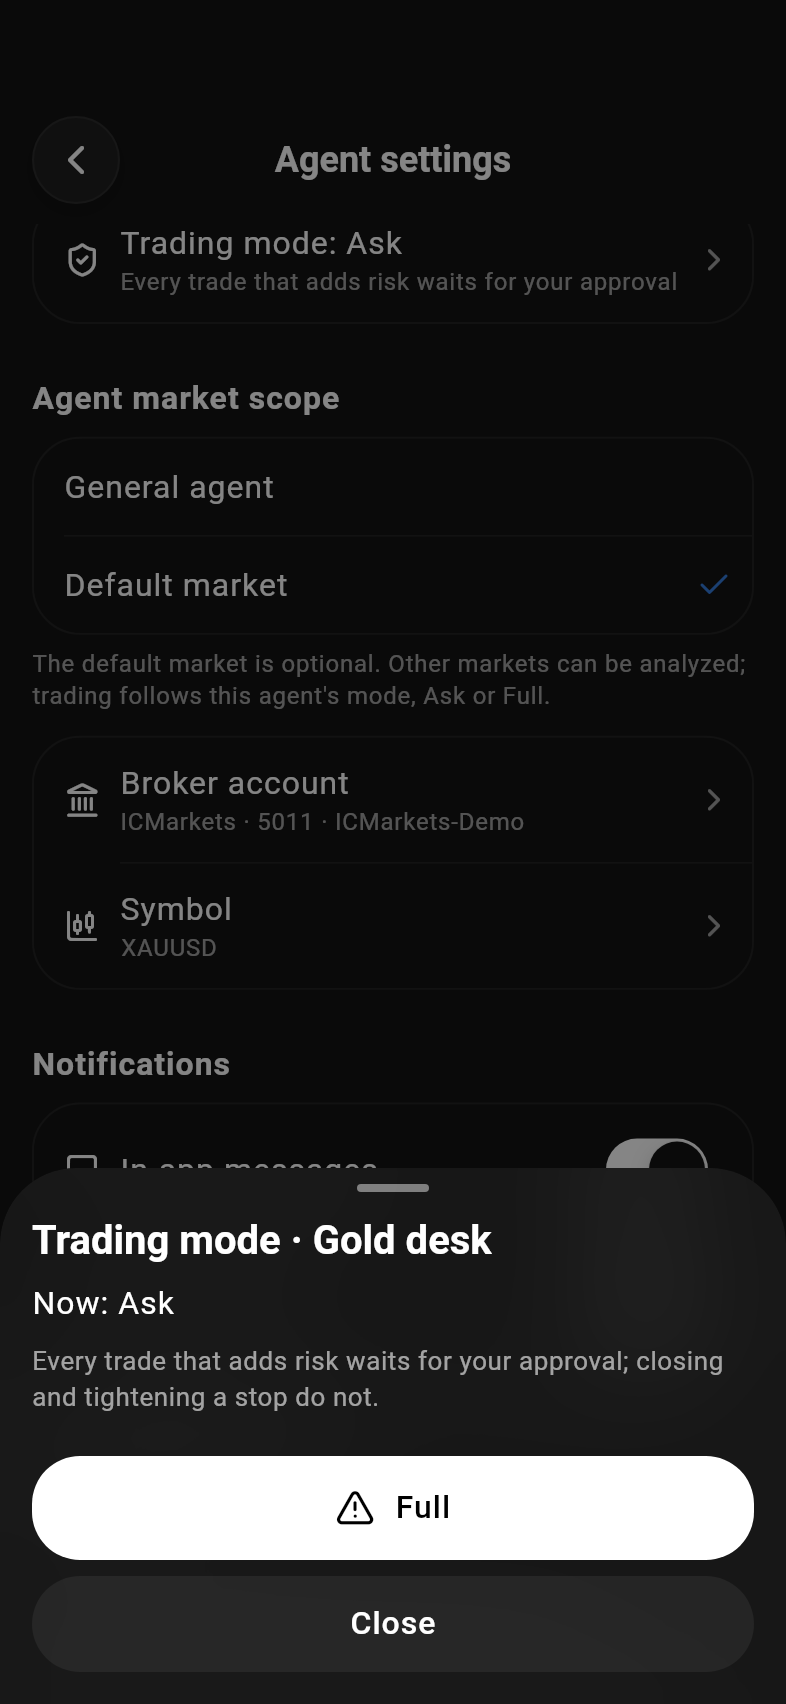 Agent settings
Trading mode: Ask
Every trade that adds risk waits for your approval
Agent market scope
General agent
Default market
The default market is optional. Other markets can be analyzed;
trading follows this agent's mode, Ask or Full.
Broker account
ICMarkets · 5011 · ICMarkets-Demo
Symbol
XAUUSD
Notifications
In-app messages
Trading mode · Gold desk
Now: Ask
Every trade that adds risk waits for your approval; closing
and tightening a stop do not.
Full
Close